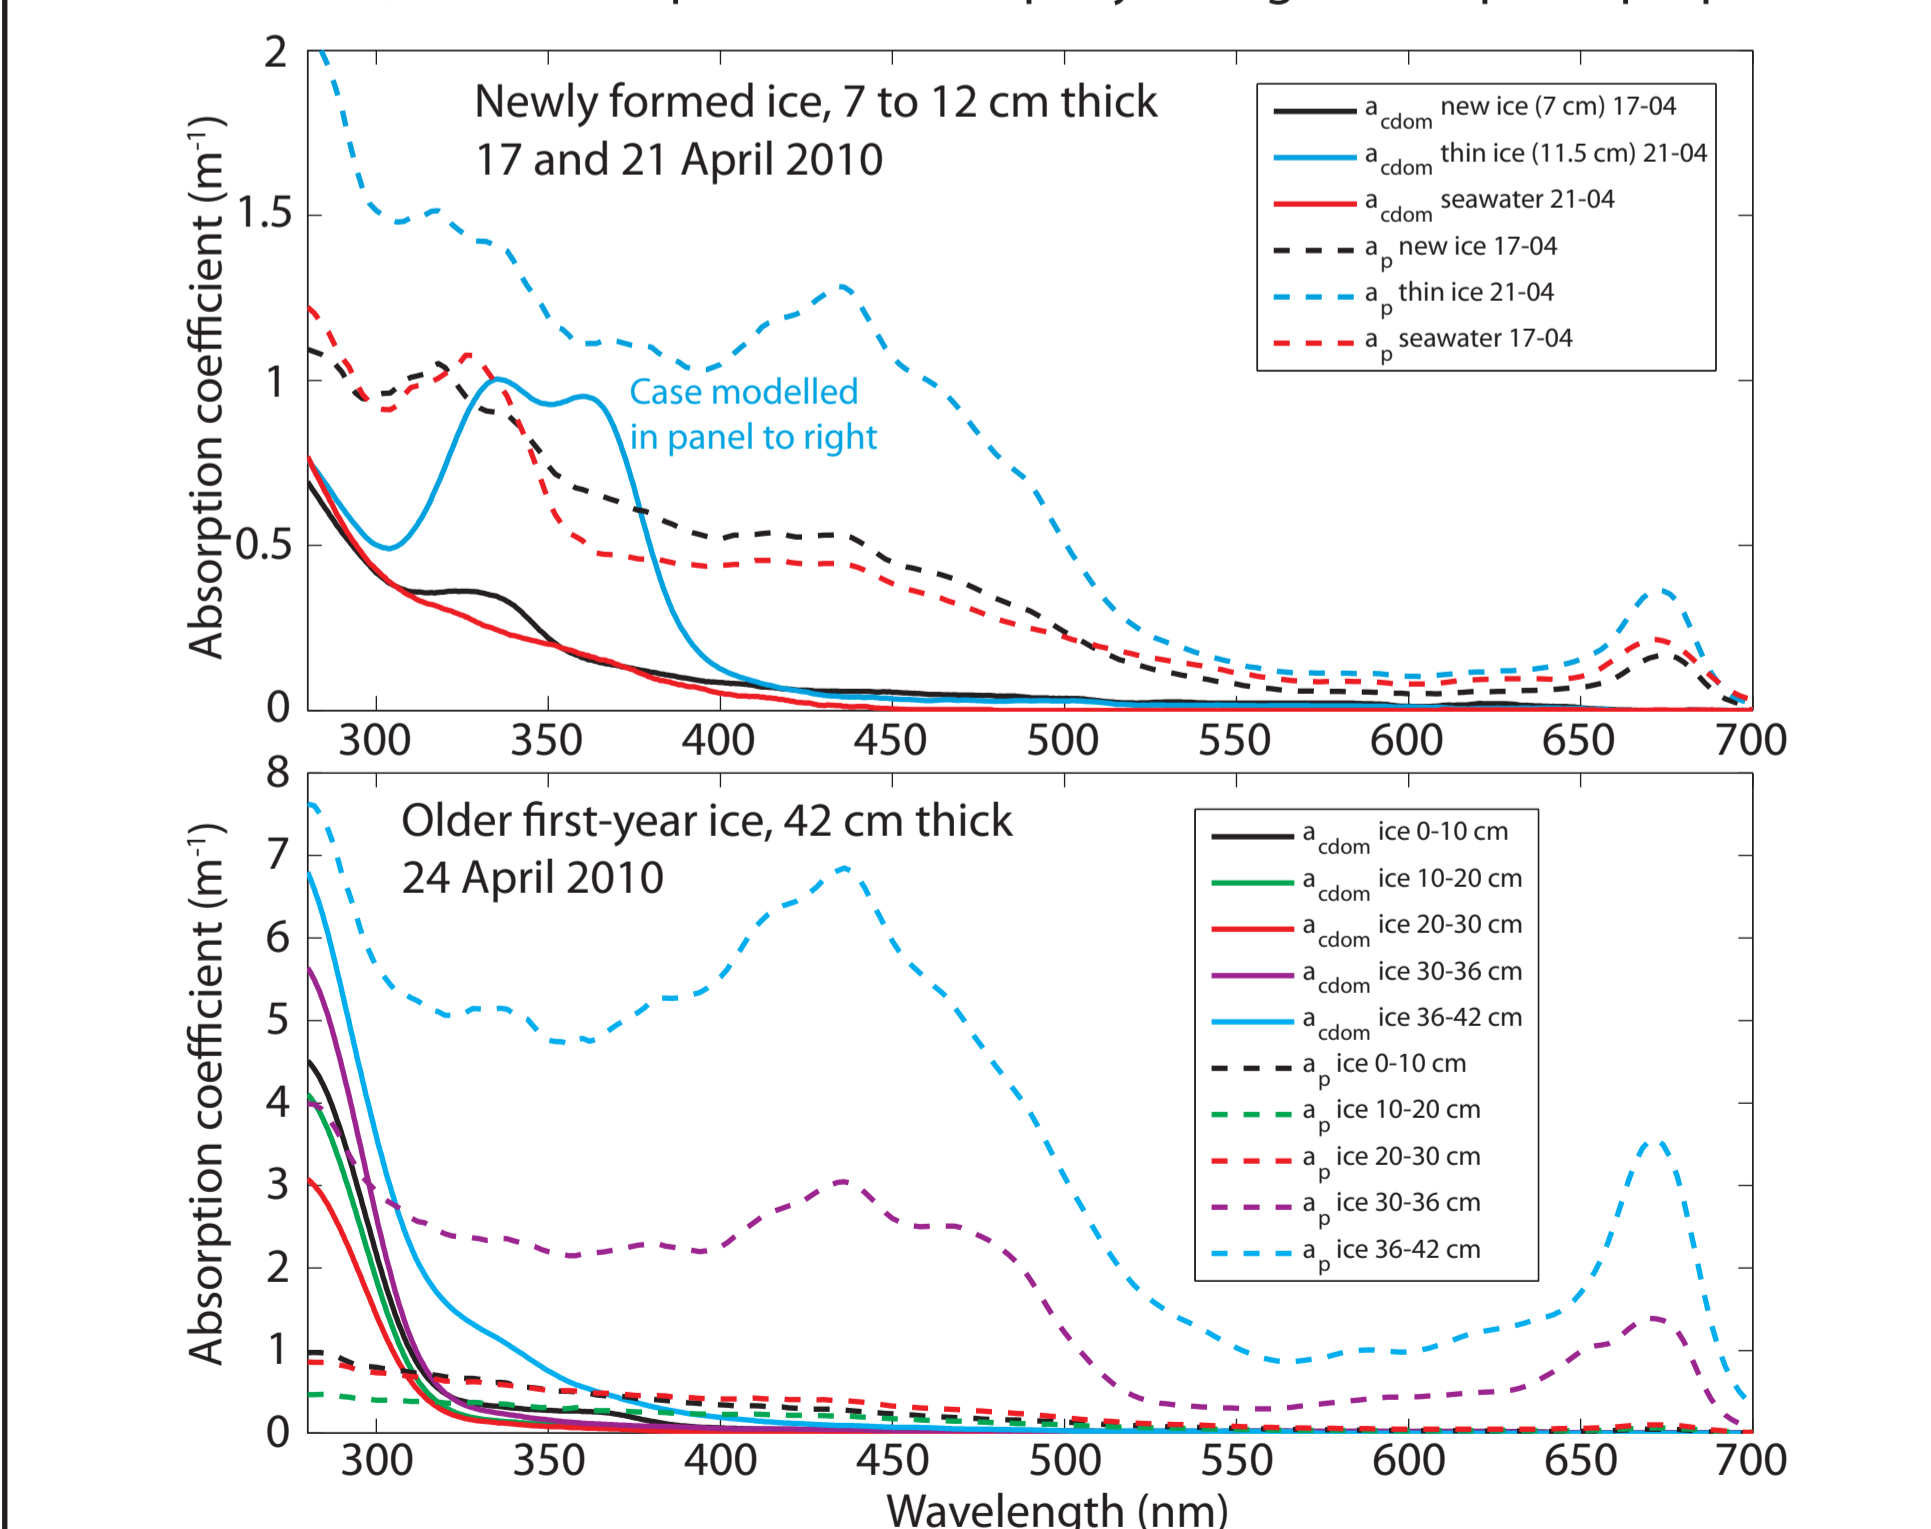 2
1.5
1
0.5
0
Absorption coefficient (m-1)
Newly formed ice, 7 to 12 cm thick
17 and 21 April 2010
Case modelled
in panel to right
a cdom new ice (7 cm) 17-04
a cdom thin ice (11.5 cm) 21-04
a cdom seawater 21-04
a p new ice 17-04
a p thin ice 21-04
a p seawater 17-04
300 350 400 450 500 550 600 650 700
8
7
6
5
4
3
2
1
0
Absorption coefficient (m-1)
Older first-year ice, 42 cm thick
24 April 2010
a cdom ice 0-10 cm
a cdom ice 10-20 cm
a cdom ice 20-30 cm
a cdom ice 30-36 cm
a cdom ice 36-42 cm
a p ice 0-10 cm
a p ice 10-20 cm
a p ice 20-30 cm
a p ice 30-36 cm
a p ice 36-42 cm
300 350 400 450 500 550 600 650 700
Wavelength (nm)